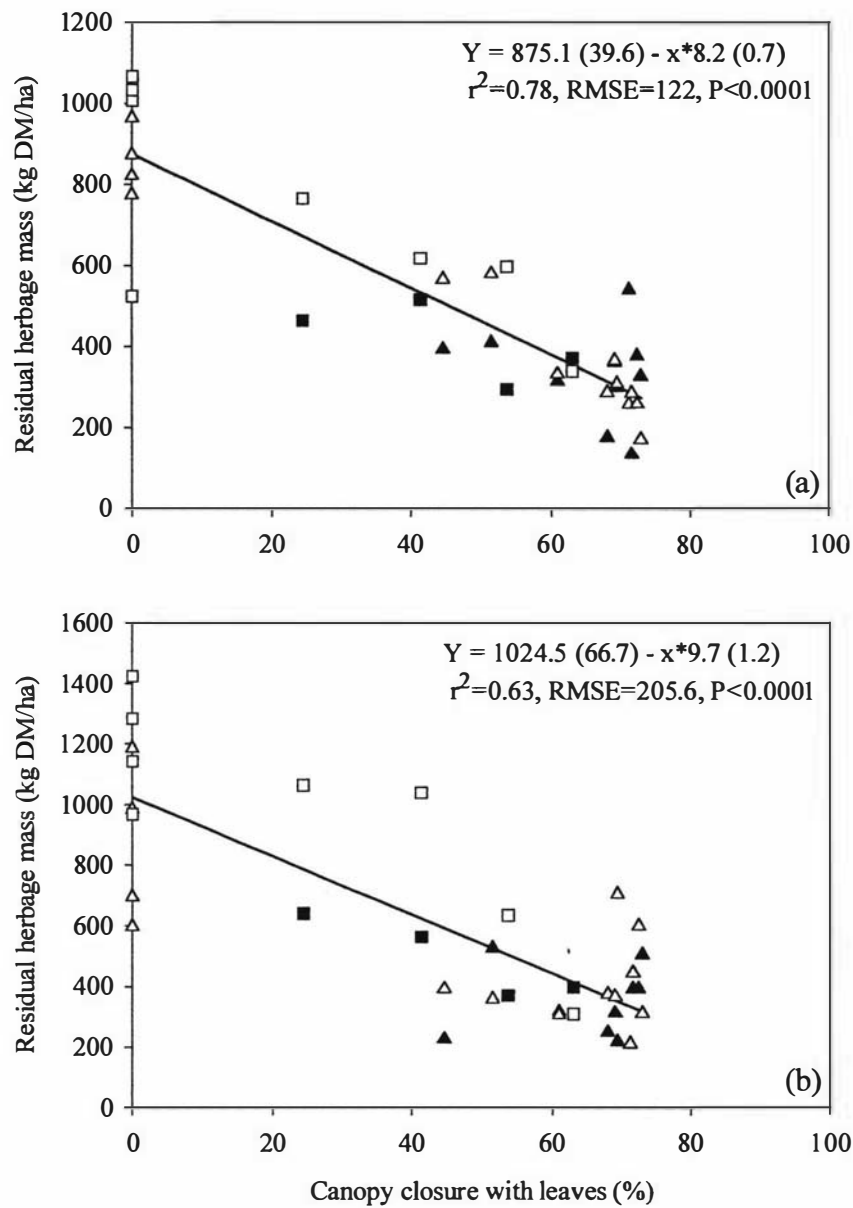 Residual herbage mass (kg DM/ha)
1200
1000
800
600
400
200
0
Y = 875.1 (39.6) - x*8.2 (0.7)
r²=0.78, RMSE=122, P<0.0001
(a)
0 20 40 60 80 100
Residual herbage mass (kg DM/ha)
1600
1400
1200
1000
800
600
400
200
0
Y = 1024.5 (66.7) - x*9.7 (1.2)
r²=0.63, RMSE=205.6, P<0.0001
(b)
0 20 40 60 80 100
Canopy closure with leaves (%)